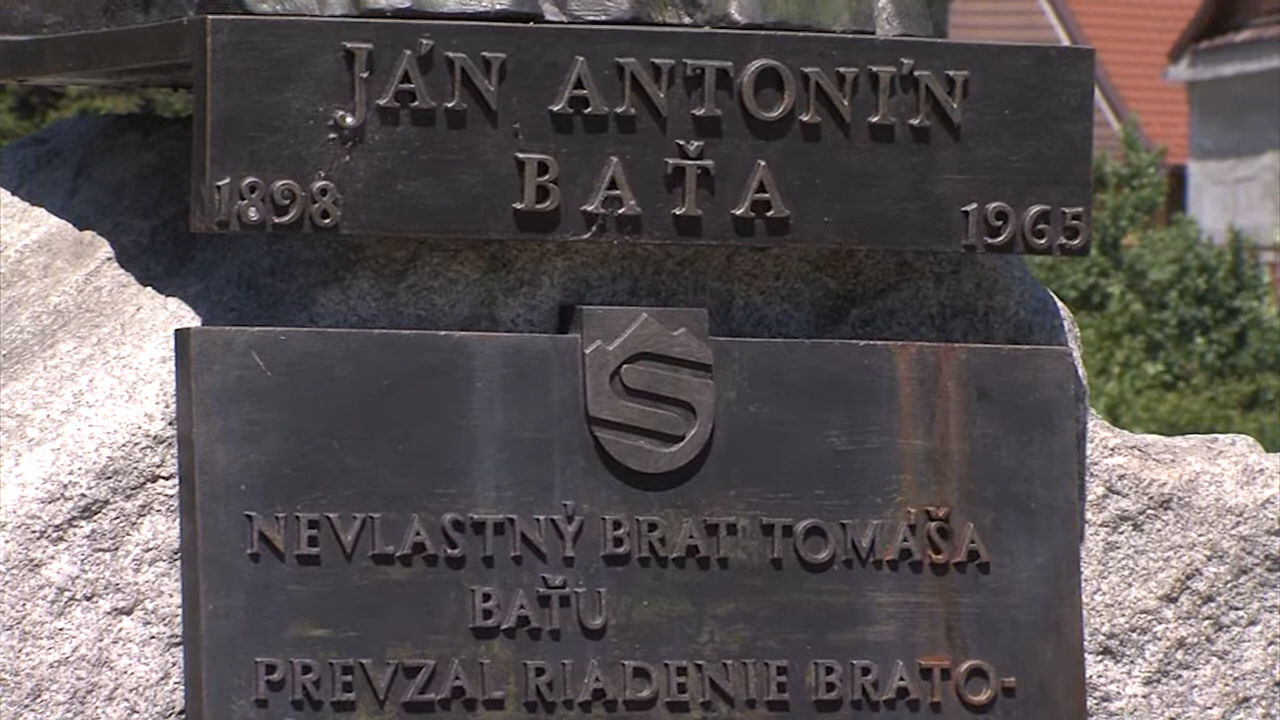 JÁN ANTONÍN
BAŤA
1898 1965
S
NEVLASTNÝ BRAT TOMÁŠA
BAŤU
PREVZAL RIADENIE BRATO-